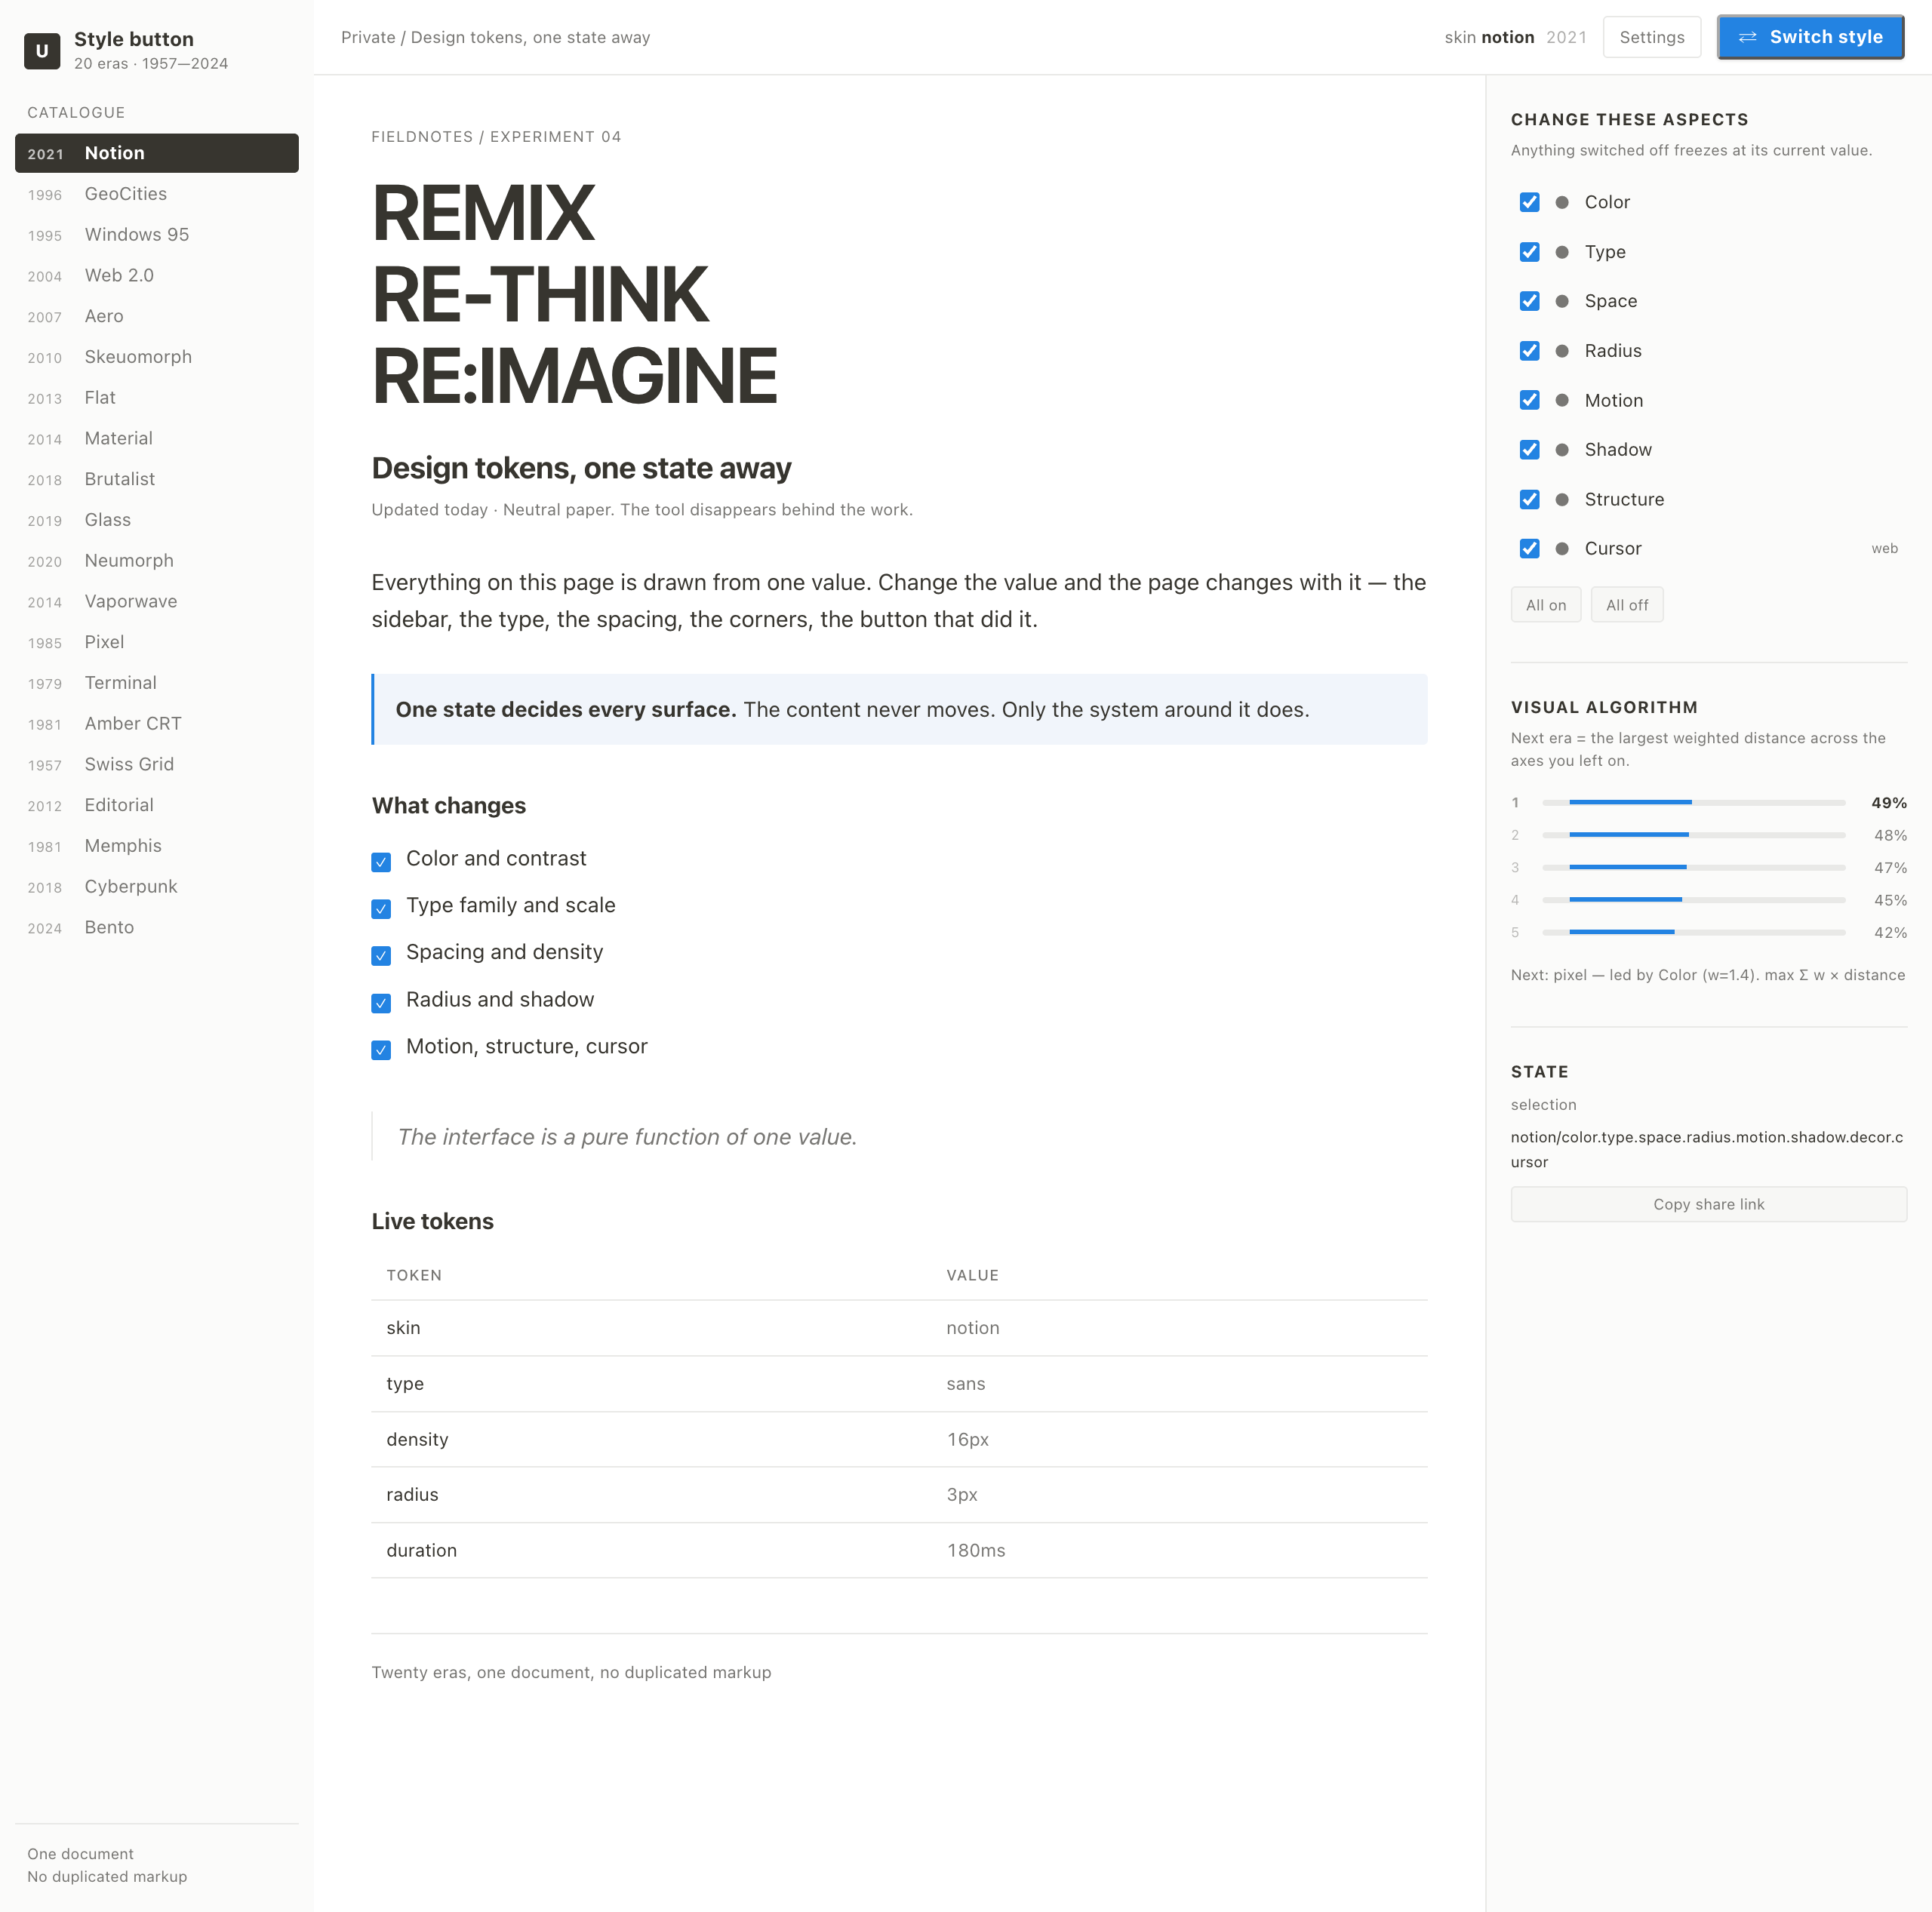 U
Style button
20 eras · 1957—2024
CATALOGUE
2021 Notion
1996 GeoCities
1995 Windows 95
2004 Web 2.0
2007 Aero
2010 Skeuomorph
2013 Flat
2014 Material
2018 Brutalist
2019 Glass
2020 Neumorph
2014 Vaporwave
1985 Pixel
1979 Terminal
1981 Amber CRT
1957 Swiss Grid
2012 Editorial
1981 Memphis
2018 Cyberpunk
2024 Bento
One document
No duplicated markup
Private / Design tokens, one state away
skin notion 2021
Settings
⇄ Switch style
FIELDNOTES / EXPERIMENT 04
REMIX
RE-THINK
RE:IMAGINE
Design tokens, one state away
Updated today · Neutral paper. The tool disappears behind the work.
Everything on this page is drawn from one value. Change the value and the page changes with it — the
sidebar, the type, the spacing, the corners, the button that did it.
One state decides every surface. The content never moves. Only the system around it does.
What changes
Color and contrast
Type family and scale
Spacing and density
Radius and shadow
Motion, structure, cursor
The interface is a pure function of one value.
Live tokens
TOKEN VALUE
skin notion
type sans
density 16px
radius 3px
duration 180ms
Twenty eras, one document, no duplicated markup
CHANGE THESE ASPECTS
Anything switched off freezes at its current value.
Color
Type
Space
Radius
Motion
Shadow
Structure
Cursor web
All on All off
VISUAL ALGORITHM
Next era = the largest weighted distance across the
axes you left on.
1 49%
2 48%
3 47%
4 45%
5 42%
Next: pixel — led by Color (w=1.4). max Σ w × distance
STATE
selection
notion/color.type.space.radius.motion.shadow.decor.c
ursor
Copy share link